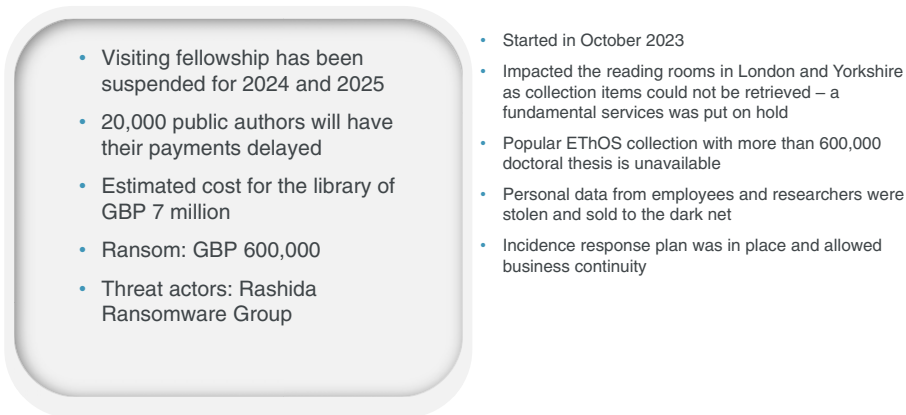 • Visiting fellowship has been
suspended for 2024 and 2025
• 20,000 public authors will have
their payments delayed
• Estimated cost for the library of
GBP 7 million
• Ransom: GBP 600,000
• Threat actors: Rashida
Ransomware Group
• Started in October 2023
• Impacted the reading rooms in London and Yorkshire
as collection items could not be retrieved – a
fundamental services was put on hold
• Popular EThOS collection with more than 600,000
doctoral thesis is unavailable
• Personal data from employees and researchers were
stolen and sold to the dark net
• Incidence response plan was in place and allowed
business continuity